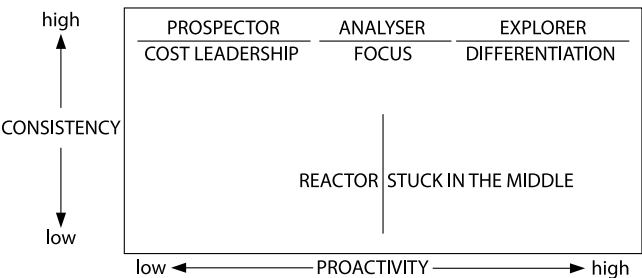 high
PROSPECTOR ANALYSER EXPLORER
COST LEADERSHIP FOCUS DIFFERENTIATION
CONSISTENCY
REACTOR STUCK IN THE MIDDLE
low
low PROACTIVITY high